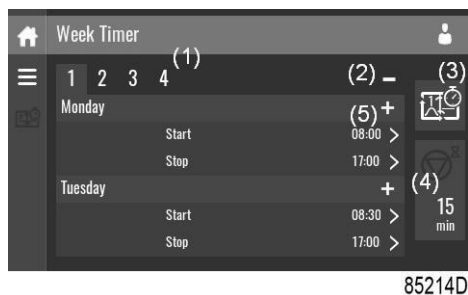 Week Timer
(1)
1 2 3 4 (2) − (3)
Monday (5) +
Start 08:00 >
Stop 17:00 >
Tuesday + (4)
Start 08:30 > 15
Stop 17:00 > min
85214D